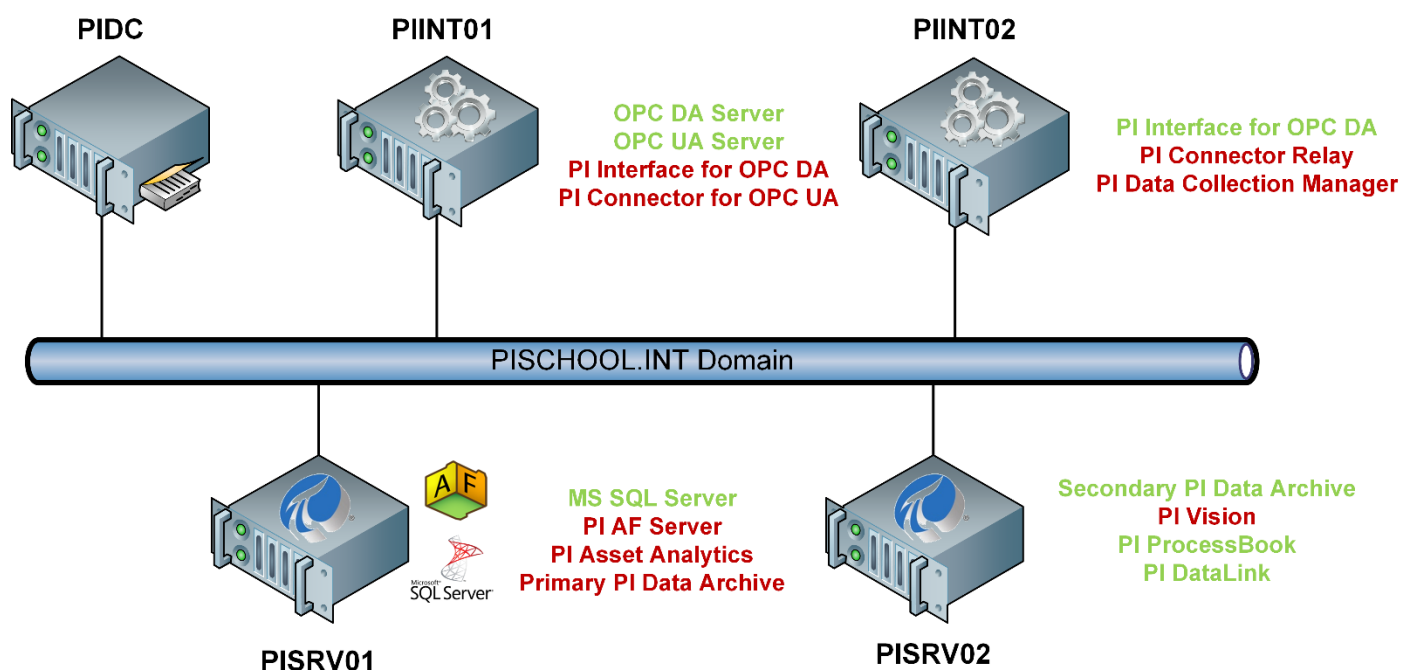 PIDC
PIINT01
PIINT02
OPC DA Server
OPC UA Server
PI Interface for OPC DA
PI Connector for OPC UA
PI Interface for OPC DA
PI Connector Relay
PI Data Collection Manager
PISCHOOL.INT Domain
A F
Microsoft®
SQL Server®
MS SQL Server
PI AF Server
PI Asset Analytics
Primary PI Data Archive
Secondary PI Data Archive
PI Vision
PI ProcessBook
PI DataLink
PISRV01
PISRV02